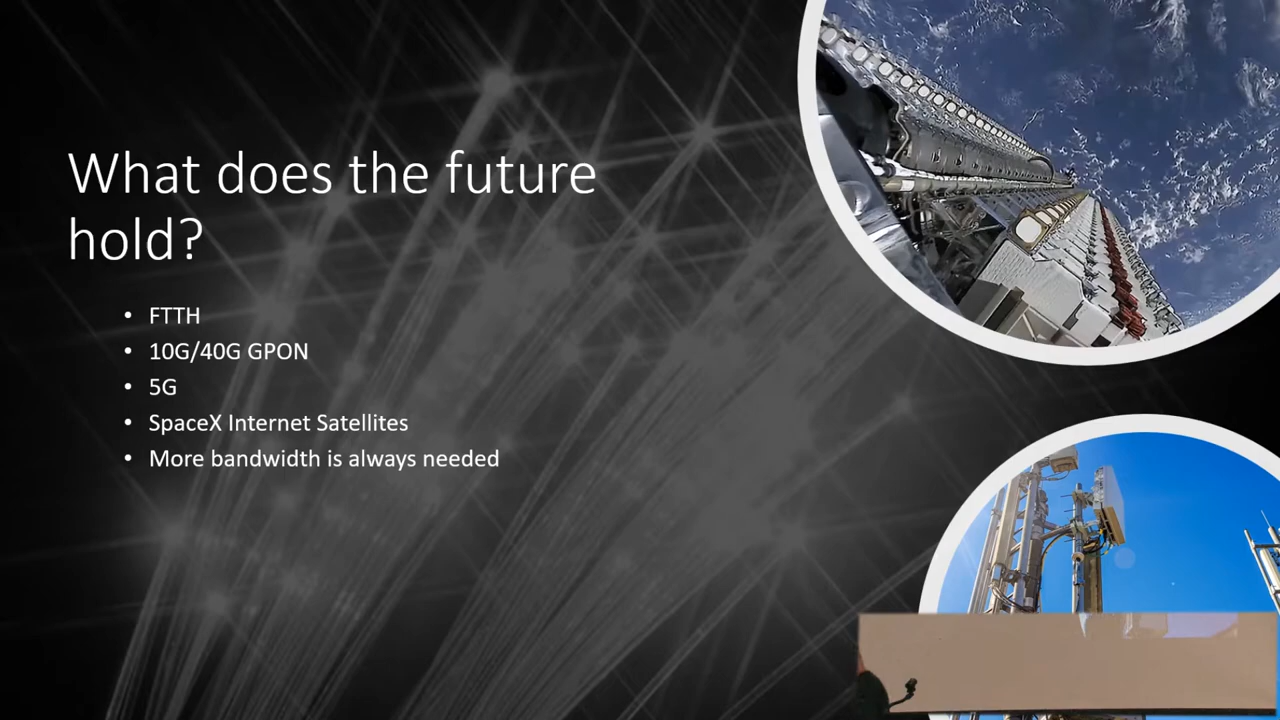 What does the future
hold?
• FTTH
• 10G/40G GPON
• 5G
• SpaceX Internet Satellites
• More bandwidth is always needed